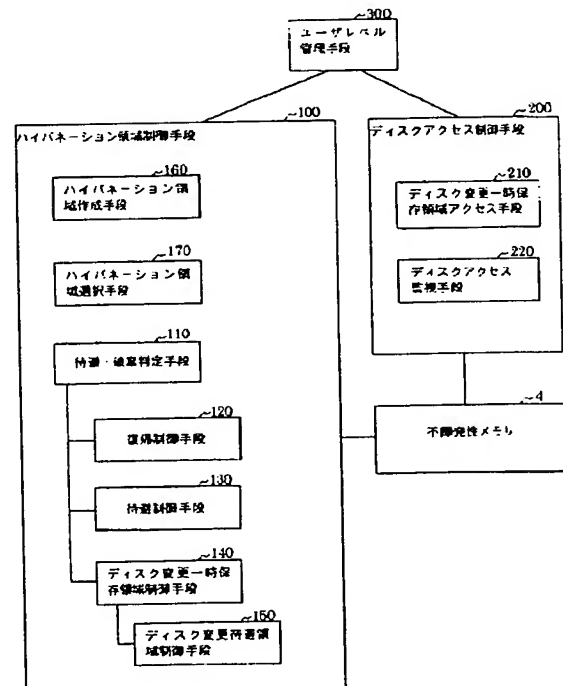 ~300
ユーザレベル
管理手段
~100
ハイバネーション領域制御手段
~160
ハイバネーション領
域作成手段
~170
ハイバネーション領
域選択手段
~110
待避・破棄判定手段
~120
復帰制御手段
~130
待避制御手段
~140
ディスク変更一時保
存領域制御手段
~150
ディスク変更待避領
域制御手段
~200
ディスクアクセス制御手段
~210
ディスク変更一時保
存領域アクセス手段
~220
ディスクアクセス
監視手段
~4
不揮発性メモリ